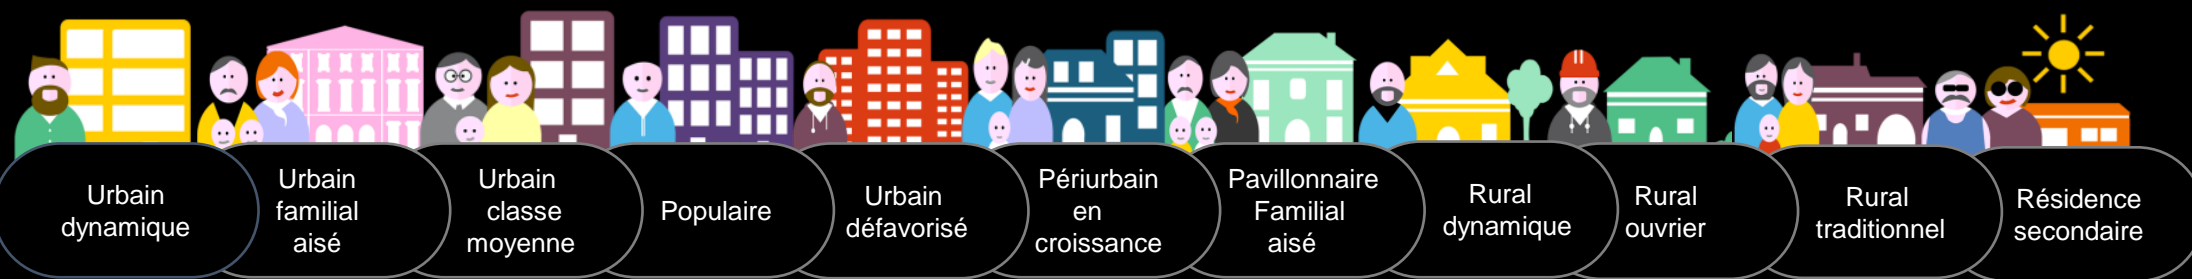 Urbain
dynamique
Urbain
familial
aisé
Urbain
classe
moyenne
Populaire
Urbain
défavorisé
Périurbain
en
croissance
Pavillonnaire
Familial
aisé
Rural
dynamique
Rural
ouvrier
Rural
traditionnel
Résidence
secondaire